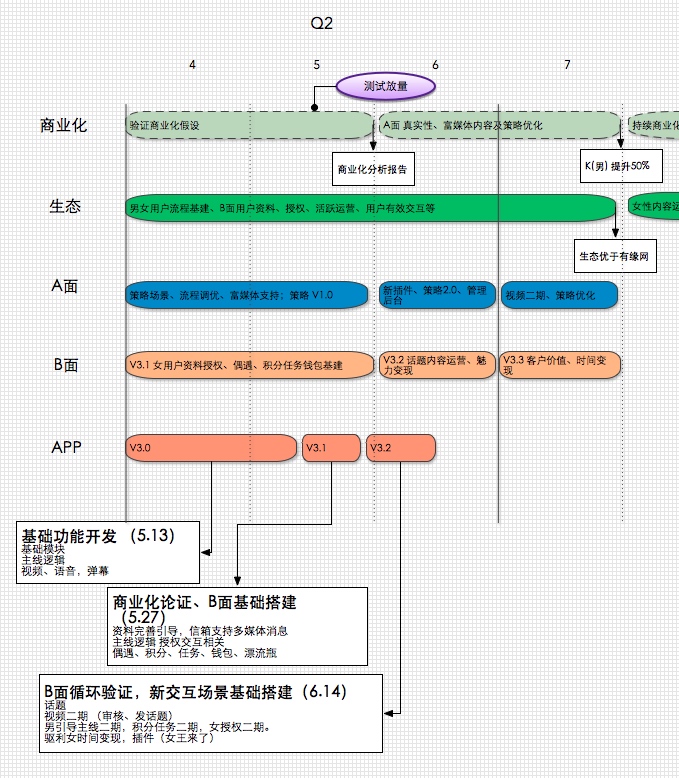 Q2
4
5
6
7
测试放量
商业化
验证商业化假设
A面 真实性、富媒体内容及策略优化
持续商业化
商业化分析报告
K(男) 提升50%
生态
男女用户流程基建、B面用户资料、授权、活跃运营、用户有效交互等
女性内容运
生态优于有缘网
A面
策略场景、流程调优、富媒体支持；策略 V1.0
新插件、策略2.0、管理
后台
视频二期、策略优化
B面
V3.1 女用户资料授权、偶遇、积分任务钱包基建
V3.2 话题内容运营、魅
力变现
V3.3 客户价值、时间变
现
APP
V3.0
V3.1
V3.2
基础功能开发 （5.13）
基础模块
主线逻辑
视频、语音，弹幕
商业化论证、B面基础搭建
（5.27）
资料完善引导，信箱支持多媒体消息
主线逻辑 授权交互相关
偶遇、积分、任务、钱包、漂流瓶
B面循环验证，新交互场景基础搭建（6.14）
话题
视频二期 （审核、发话题）
男引导主线二期，积分任务二期，女授权二期。
驱利女时间变现，插件（女王来了）